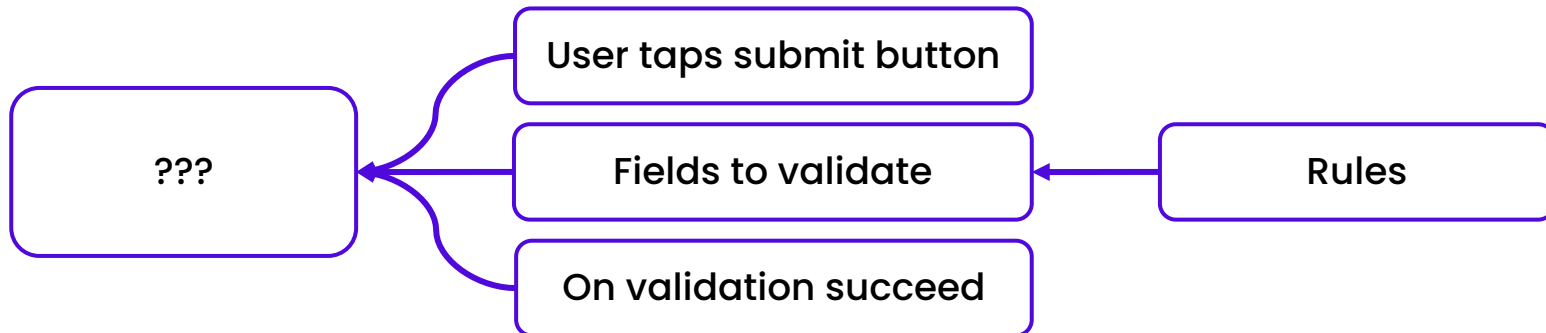 User taps submit button
???
Fields to validate
Rules
On validation succeed